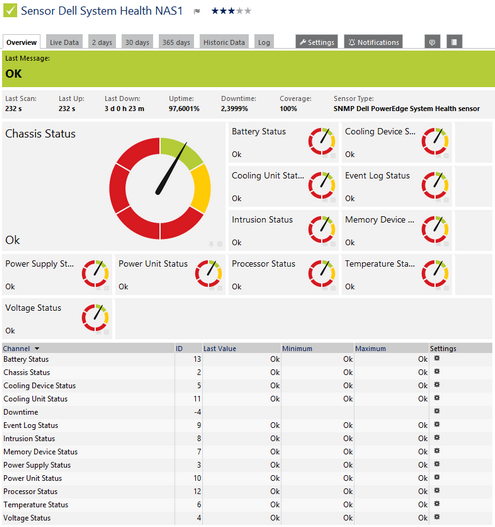 Sensor Dell System Health NAS1
Overview Live Data 2 days 30 days 365 days Historic Data Log Settings Notifications
Last Message:
OK
Last Scan: Last Up: Last Down: Uptime: Downtime: Coverage: Sensor Type:
232 s 232 s 3 d 0 h 23 m 97,6001% 2,3999% 100% SNMP Dell PowerEdge System Health sensor
Chassis Status
Ok
Battery Status
Ok
Cooling Device S...
Ok
Cooling Unit Stat...
Ok
Event Log Status
Ok
Intrusion Status
Ok
Memory Device ...
Ok
Power Supply St...
Ok
Power Unit Status
Ok
Processor Status
Ok
Temperature Sta...
Ok
Voltage Status
Ok
Channel ID Last Value Minimum Maximum Settings
Battery Status 13 Ok Ok Ok
Chassis Status 2 Ok Ok Ok
Cooling Device Status 5 Ok Ok Ok
Cooling Unit Status 11 Ok Ok Ok
Downtime -4
Event Log Status 9 Ok Ok Ok
Intrusion Status 8 Ok Ok Ok
Memory Device Status 7 Ok Ok Ok
Power Supply Status 3 Ok Ok Ok
Power Unit Status 10 Ok Ok Ok
Processor Status 12 Ok Ok Ok
Temperature Status 6 Ok Ok Ok
Voltage Status 4 Ok Ok Ok